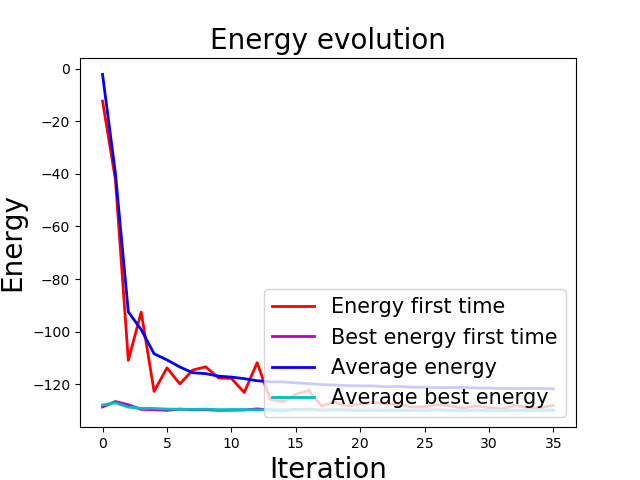 Energy evolution
Energy
0
−20
−40
−60
−80
−100
−120
Energy first time
Best energy first time
Average energy
Average best energy
0 5 10 15 20 25 30 35
Iteration